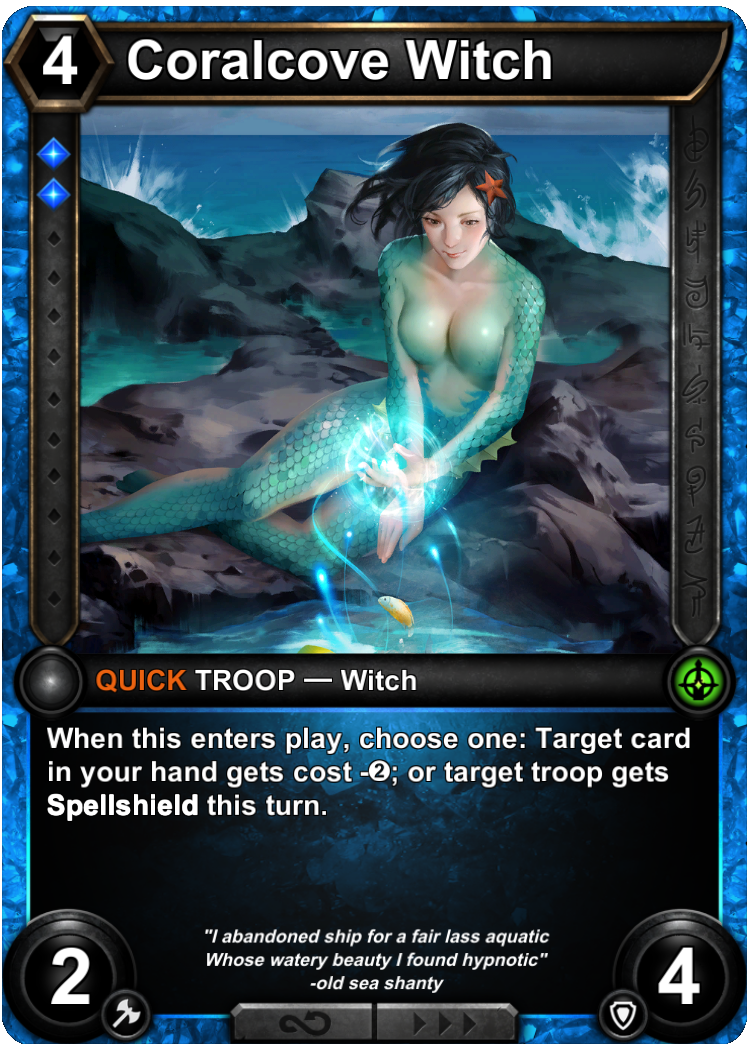 4 Coralcove Witch
QUICK TROOP — Witch
When this enters play, choose one: Target card
in your hand gets cost -❷; or target troop gets
Spellshield this turn.
"I abandoned ship for a fair lass aquatic
Whose watery beauty I found hypnotic"
-old sea shanty
2
4